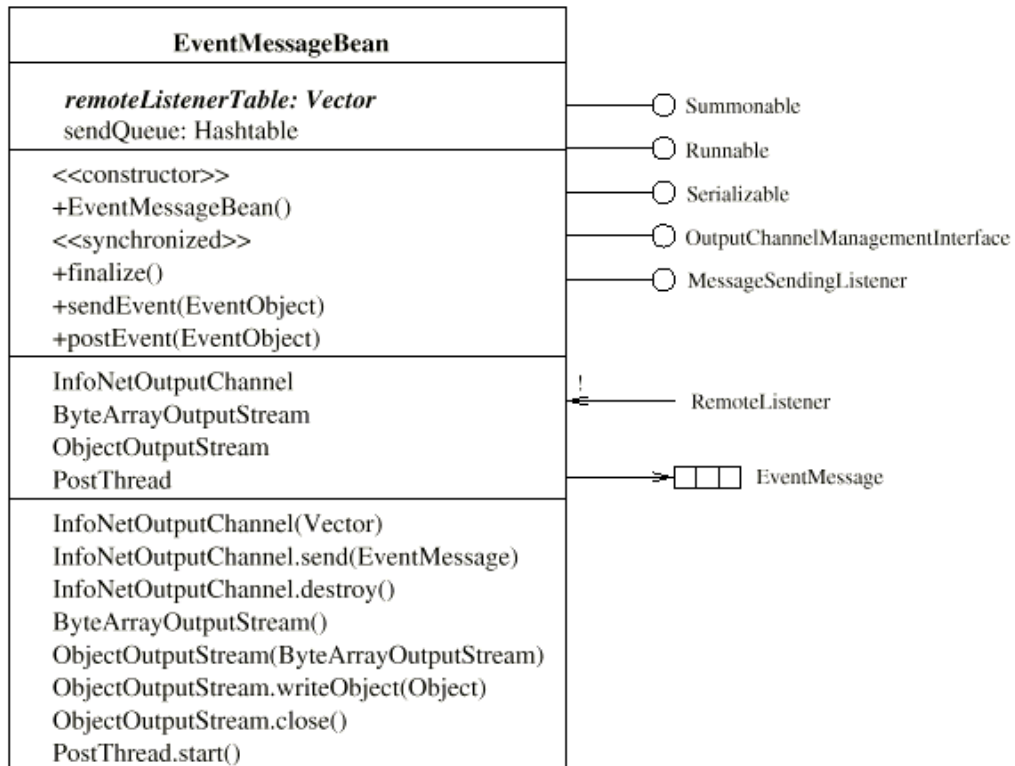 EventMessageBean
remoteListenerTable: Vector
sendQueue: Hashtable
<<constructor>>
+EventMessageBean()
<<synchronized>>
+finalize()
+sendEvent(EventObject)
+postEvent(EventObject)
InfoNetOutputChannel
ByteArrayOutputStream
ObjectOutputStream
PostThread
InfoNetOutputChannel(Vector)
InfoNetOutputChannel.send(EventMessage)
InfoNetOutputChannel.destroy()
ByteArrayOutputStream()
ObjectOutputStream(ByteArrayOutputStream)
ObjectOutputStream.writeObject(Object)
ObjectOutputStream.close()
PostThread.start()
Summonable
Runnable
Serializable
OutputChannelManagementInterface
MessageSendingListener
!
RemoteListener
EventMessage